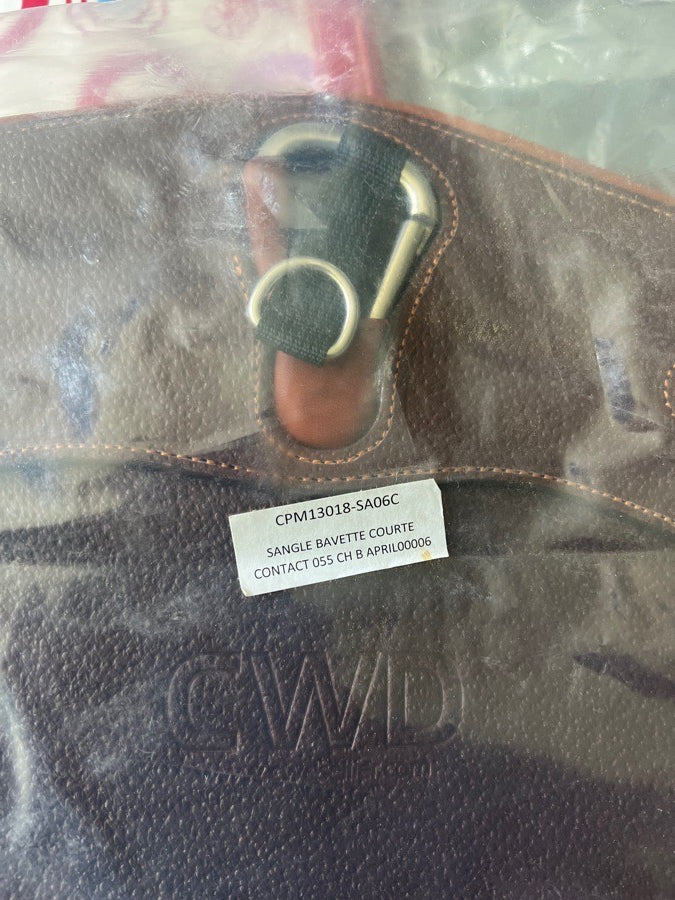 CPM13018-SA06C
SANGLE BAVETTE COURTE
CONTACT 055 CH B APRIL00006
CWD